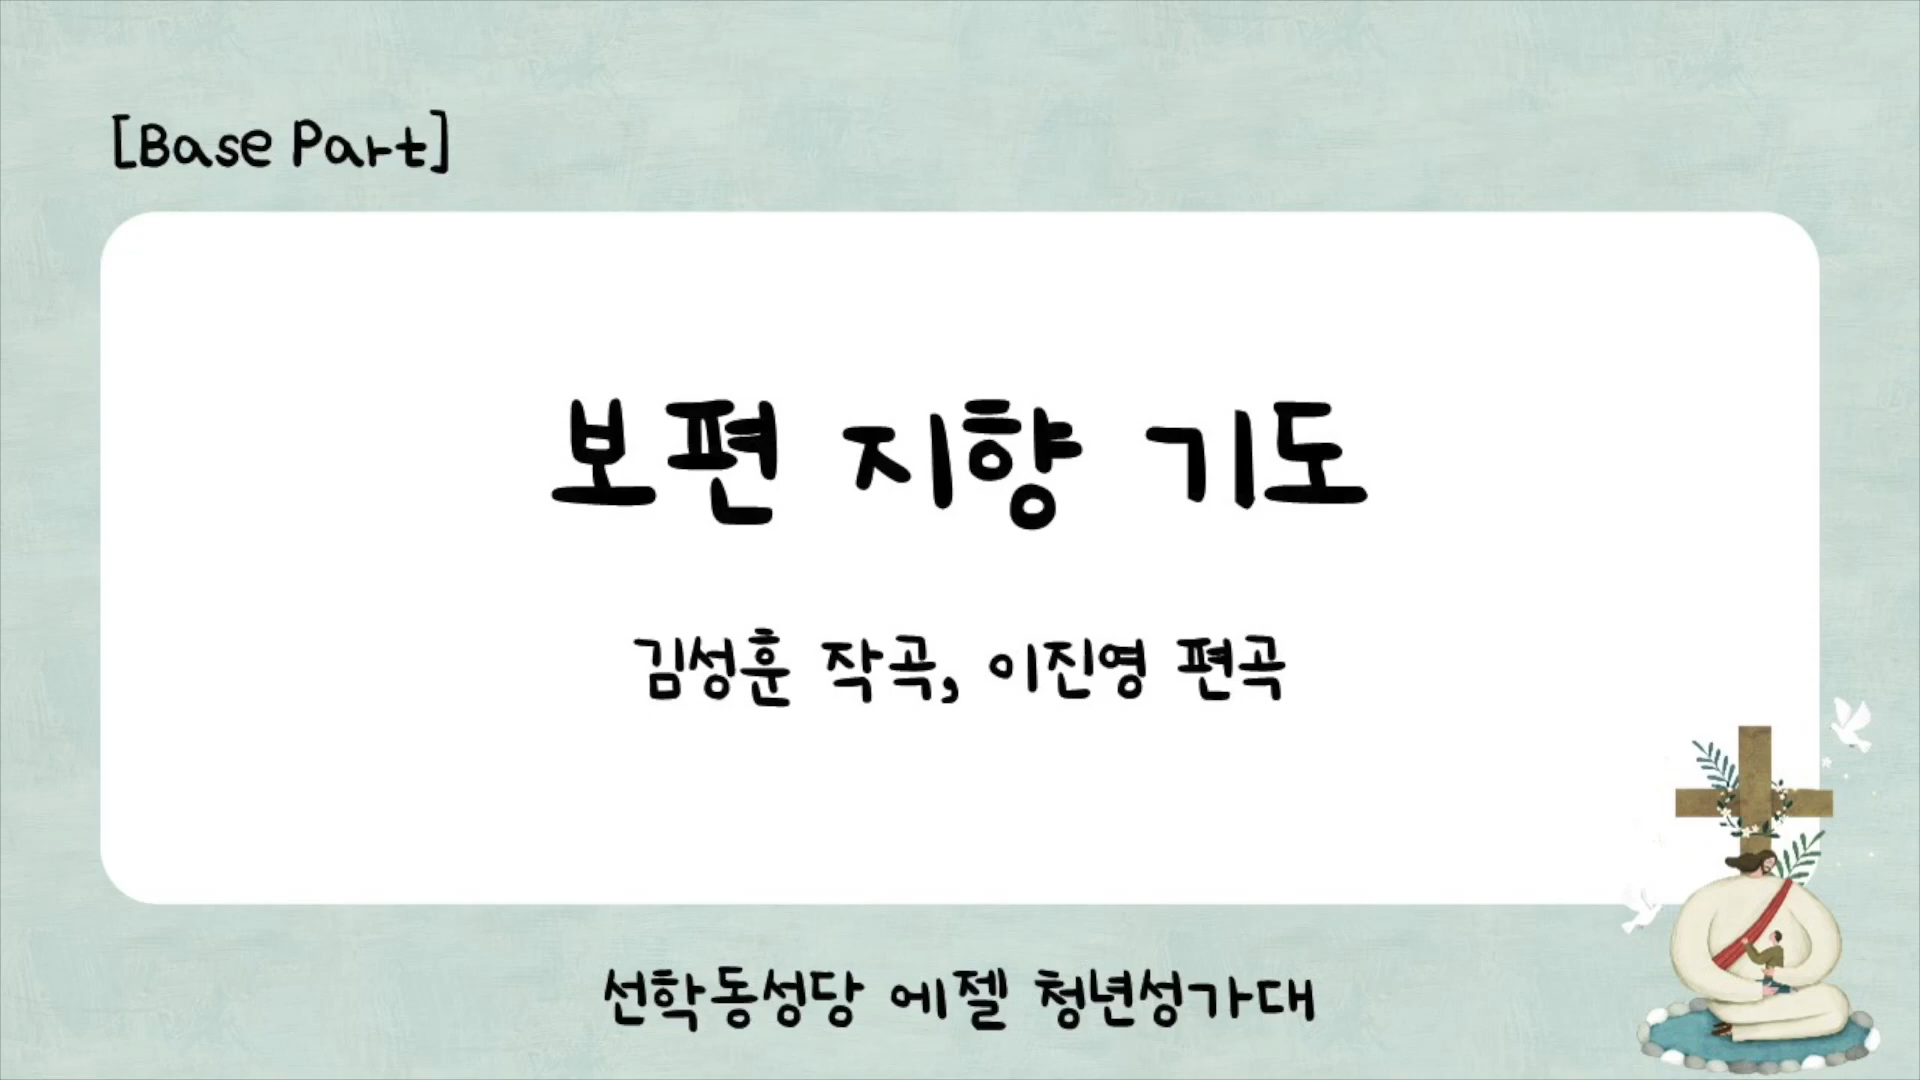 [Base Part]
보편 지향 기도
김성훈 작곡, 이진영 편곡
선학동성당 에젤 청년성가대